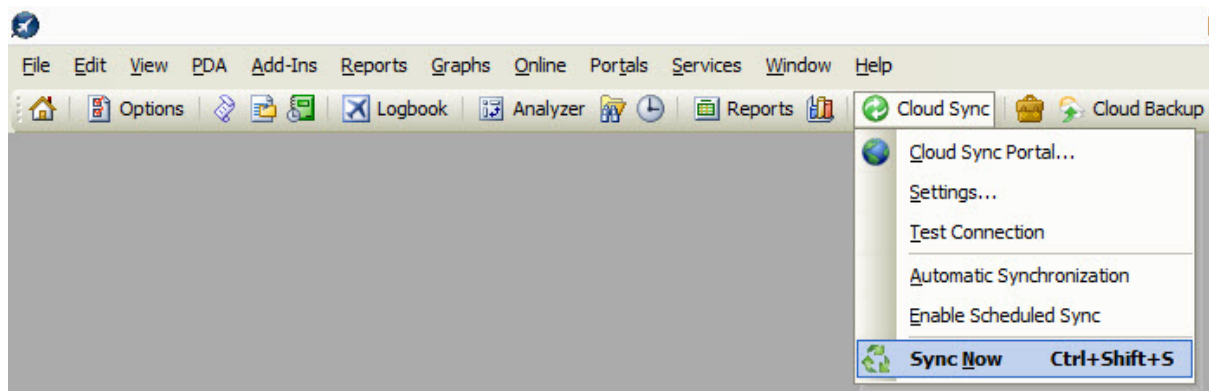 File Edit View PDA Add-Ins Reports Graphs Online Portals Services Window Help
Options Logbook Analyzer Reports Cloud Sync Cloud Backup
Cloud Sync Portal...
Settings...
Test Connection
Automatic Synchronization
Enable Scheduled Sync
Sync Now Ctrl+Shift+S